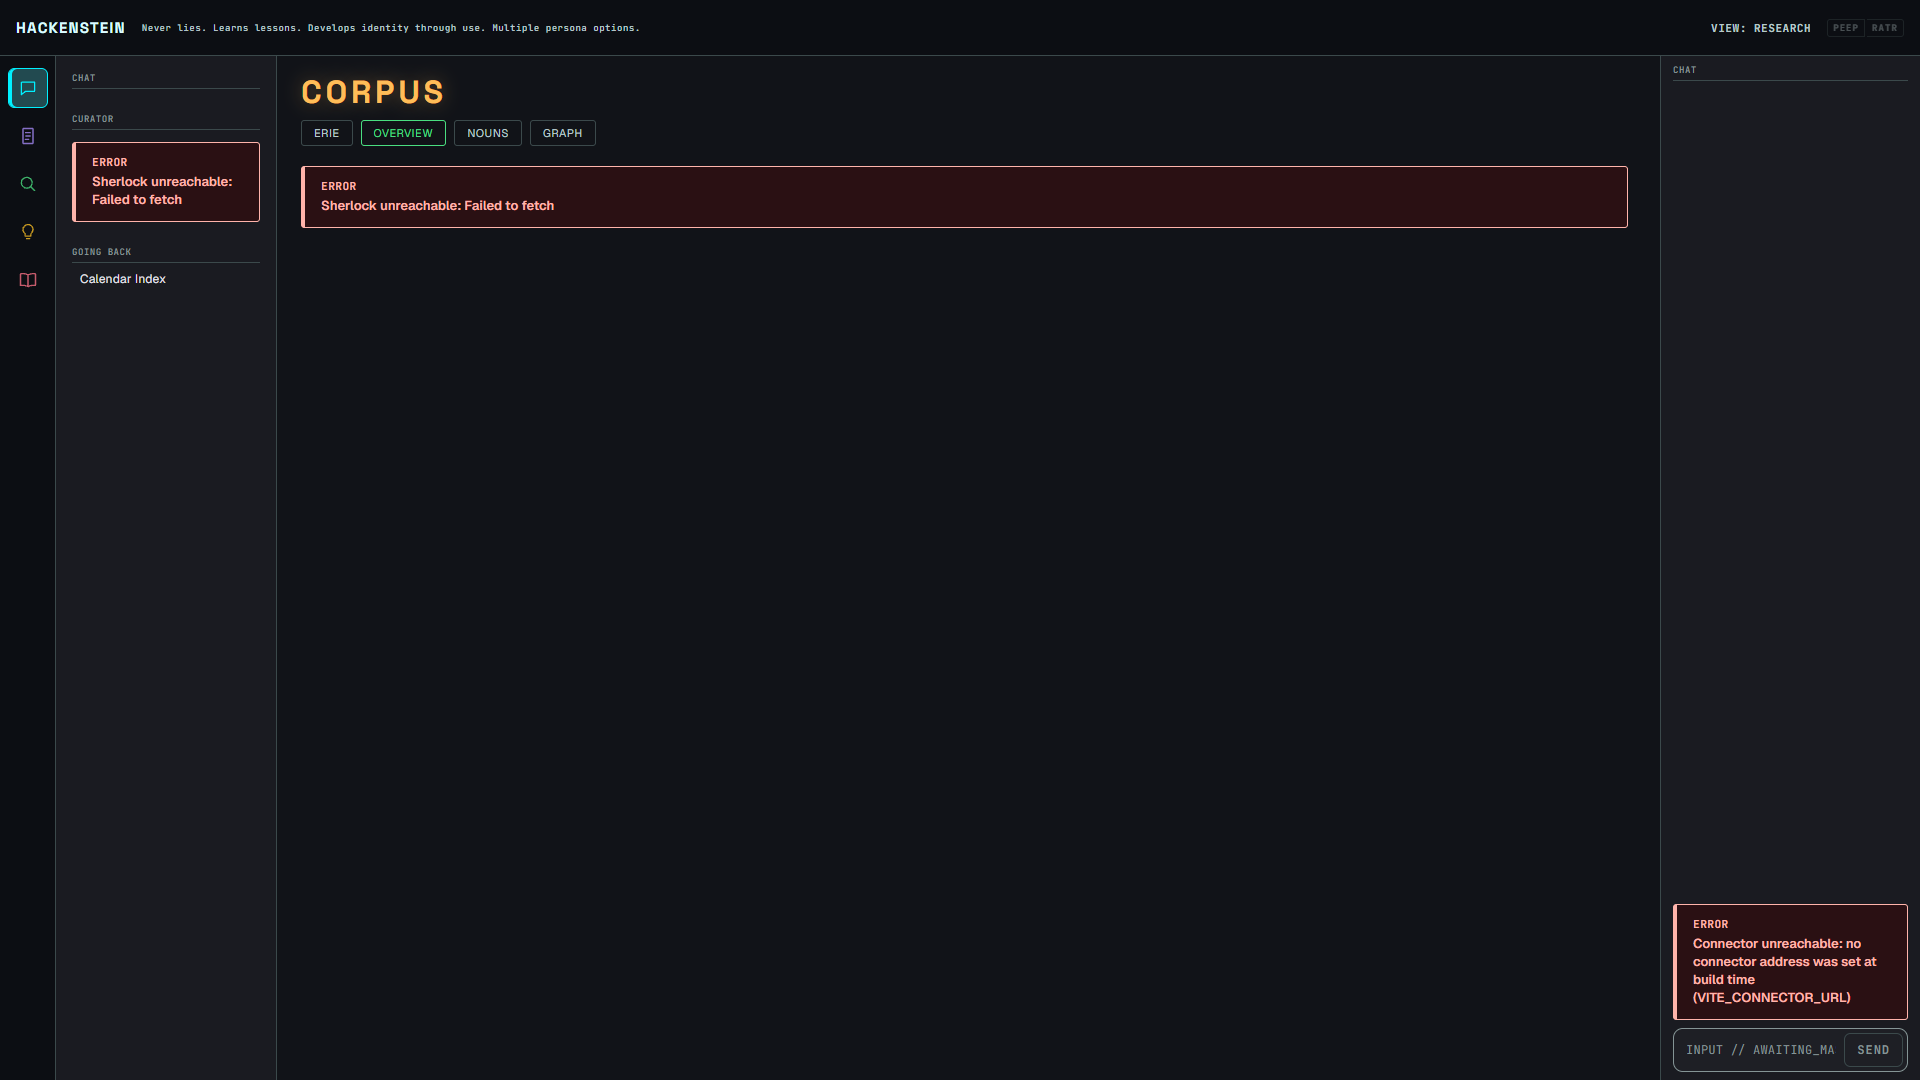 HACKENSTEIN
Never lies. Learns lessons. Develops identity through use. Multiple persona options.
VIEW: RESEARCH
PEEP
RATR
CHAT
CURATOR
ERROR
Sherlock unreachable:
Failed to fetch
GOING BACK
Calendar Index
CORPUS
ERIE
OVERVIEW
NOUNS
GRAPH
ERROR
Sherlock unreachable: Failed to fetch
CHAT
ERROR
Connector unreachable: no
connector address was set at
build time
(VITE_CONNECTOR_URL)
INPUT // AWAITING_MA
SEND